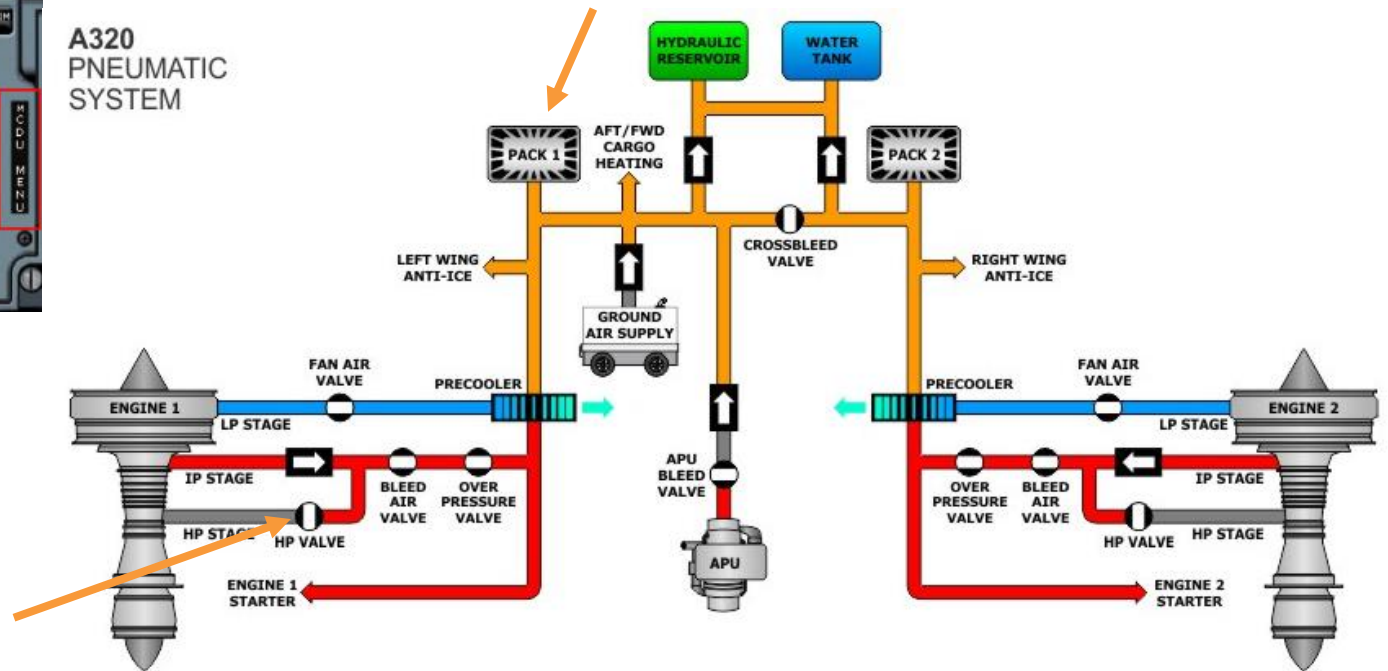 A320
PNEUMATIC
SYSTEM
MCDU MENU
HYDRAULIC
RESERVOIR
WATER
TANK
PACK 1
AFT/FWD
CARGO
HEATING
PACK 2
CROSSBLEED
VALVE
LEFT WING
ANTI-ICE
RIGHT WING
ANTI-ICE
GROUND
AIR SUPPLY
FAN AIR
VALVE
PRECOOLER
PRECOOLER
FAN AIR
VALVE
ENGINE 1
LP STAGE
ENGINE 2
LP STAGE
IP STAGE
BLEED
AIR
VALVE
OVER
PRESSURE
VALVE
APU
BLEED
VALVE
OVER
PRESSURE
VALVE
BLEED
AIR
VALVE
IP STAGE
HP STAGE
HP VALVE
HP VALVE
HP STAGE
APU
ENGINE 1
STARTER
ENGINE 2
STARTER